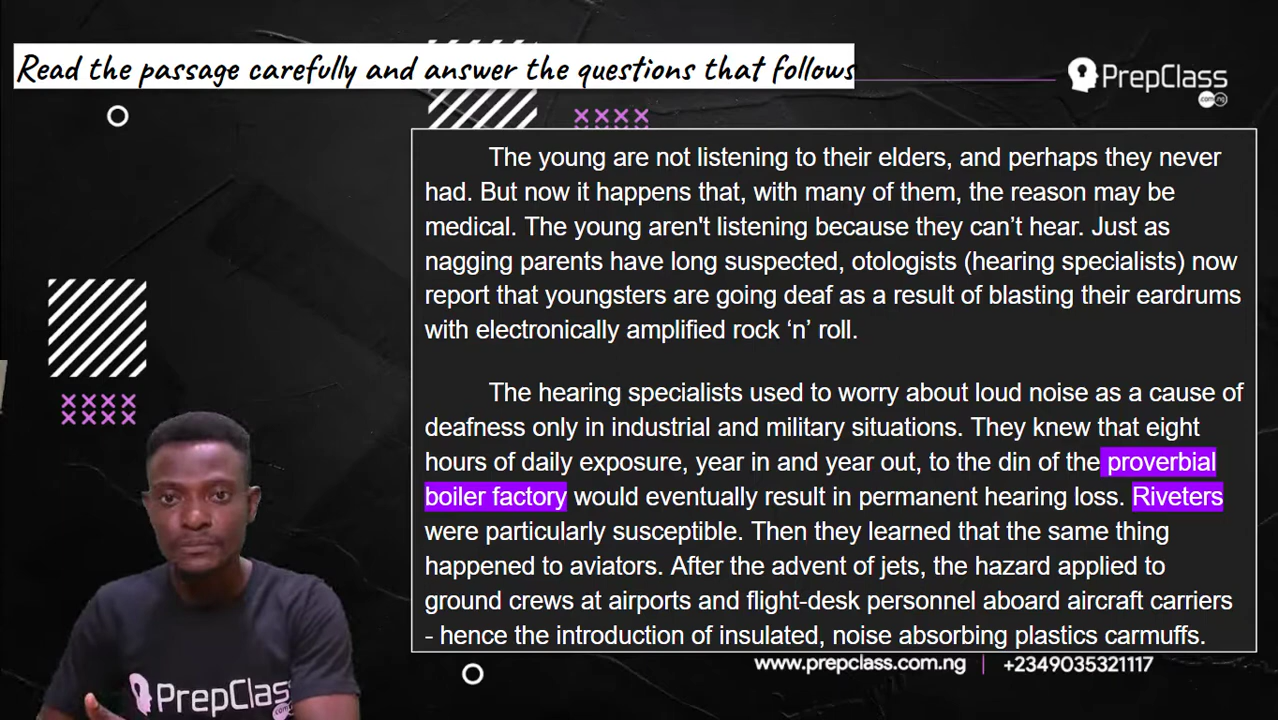 Read the passage carefully and answer the questions that follows
PrepClass
.com.ng
The young are not listening to their elders, and perhaps they never
had. But now it happens that, with many of them, the reason may be
medical. The young aren't listening because they can’t hear. Just as
nagging parents have long suspected, otologists (hearing specialists) now
report that youngsters are going deaf as a result of blasting their eardrums
with electronically amplified rock ‘n’ roll.
The hearing specialists used to worry about loud noise as a cause of
deafness only in industrial and military situations. They knew that eight
hours of daily exposure, year in and year out, to the din of the proverbial
boiler factory would eventually result in permanent hearing loss. Riveters
were particularly susceptible. Then they learned that the same thing
happened to aviators. After the advent of jets, the hazard applied to
ground crews at airports and flight-desk personnel aboard aircraft carriers
- hence the introduction of insulated, noise absorbing plastics carmuffs.
www.prepclass.com.ng | +2349035321117
PrepClass